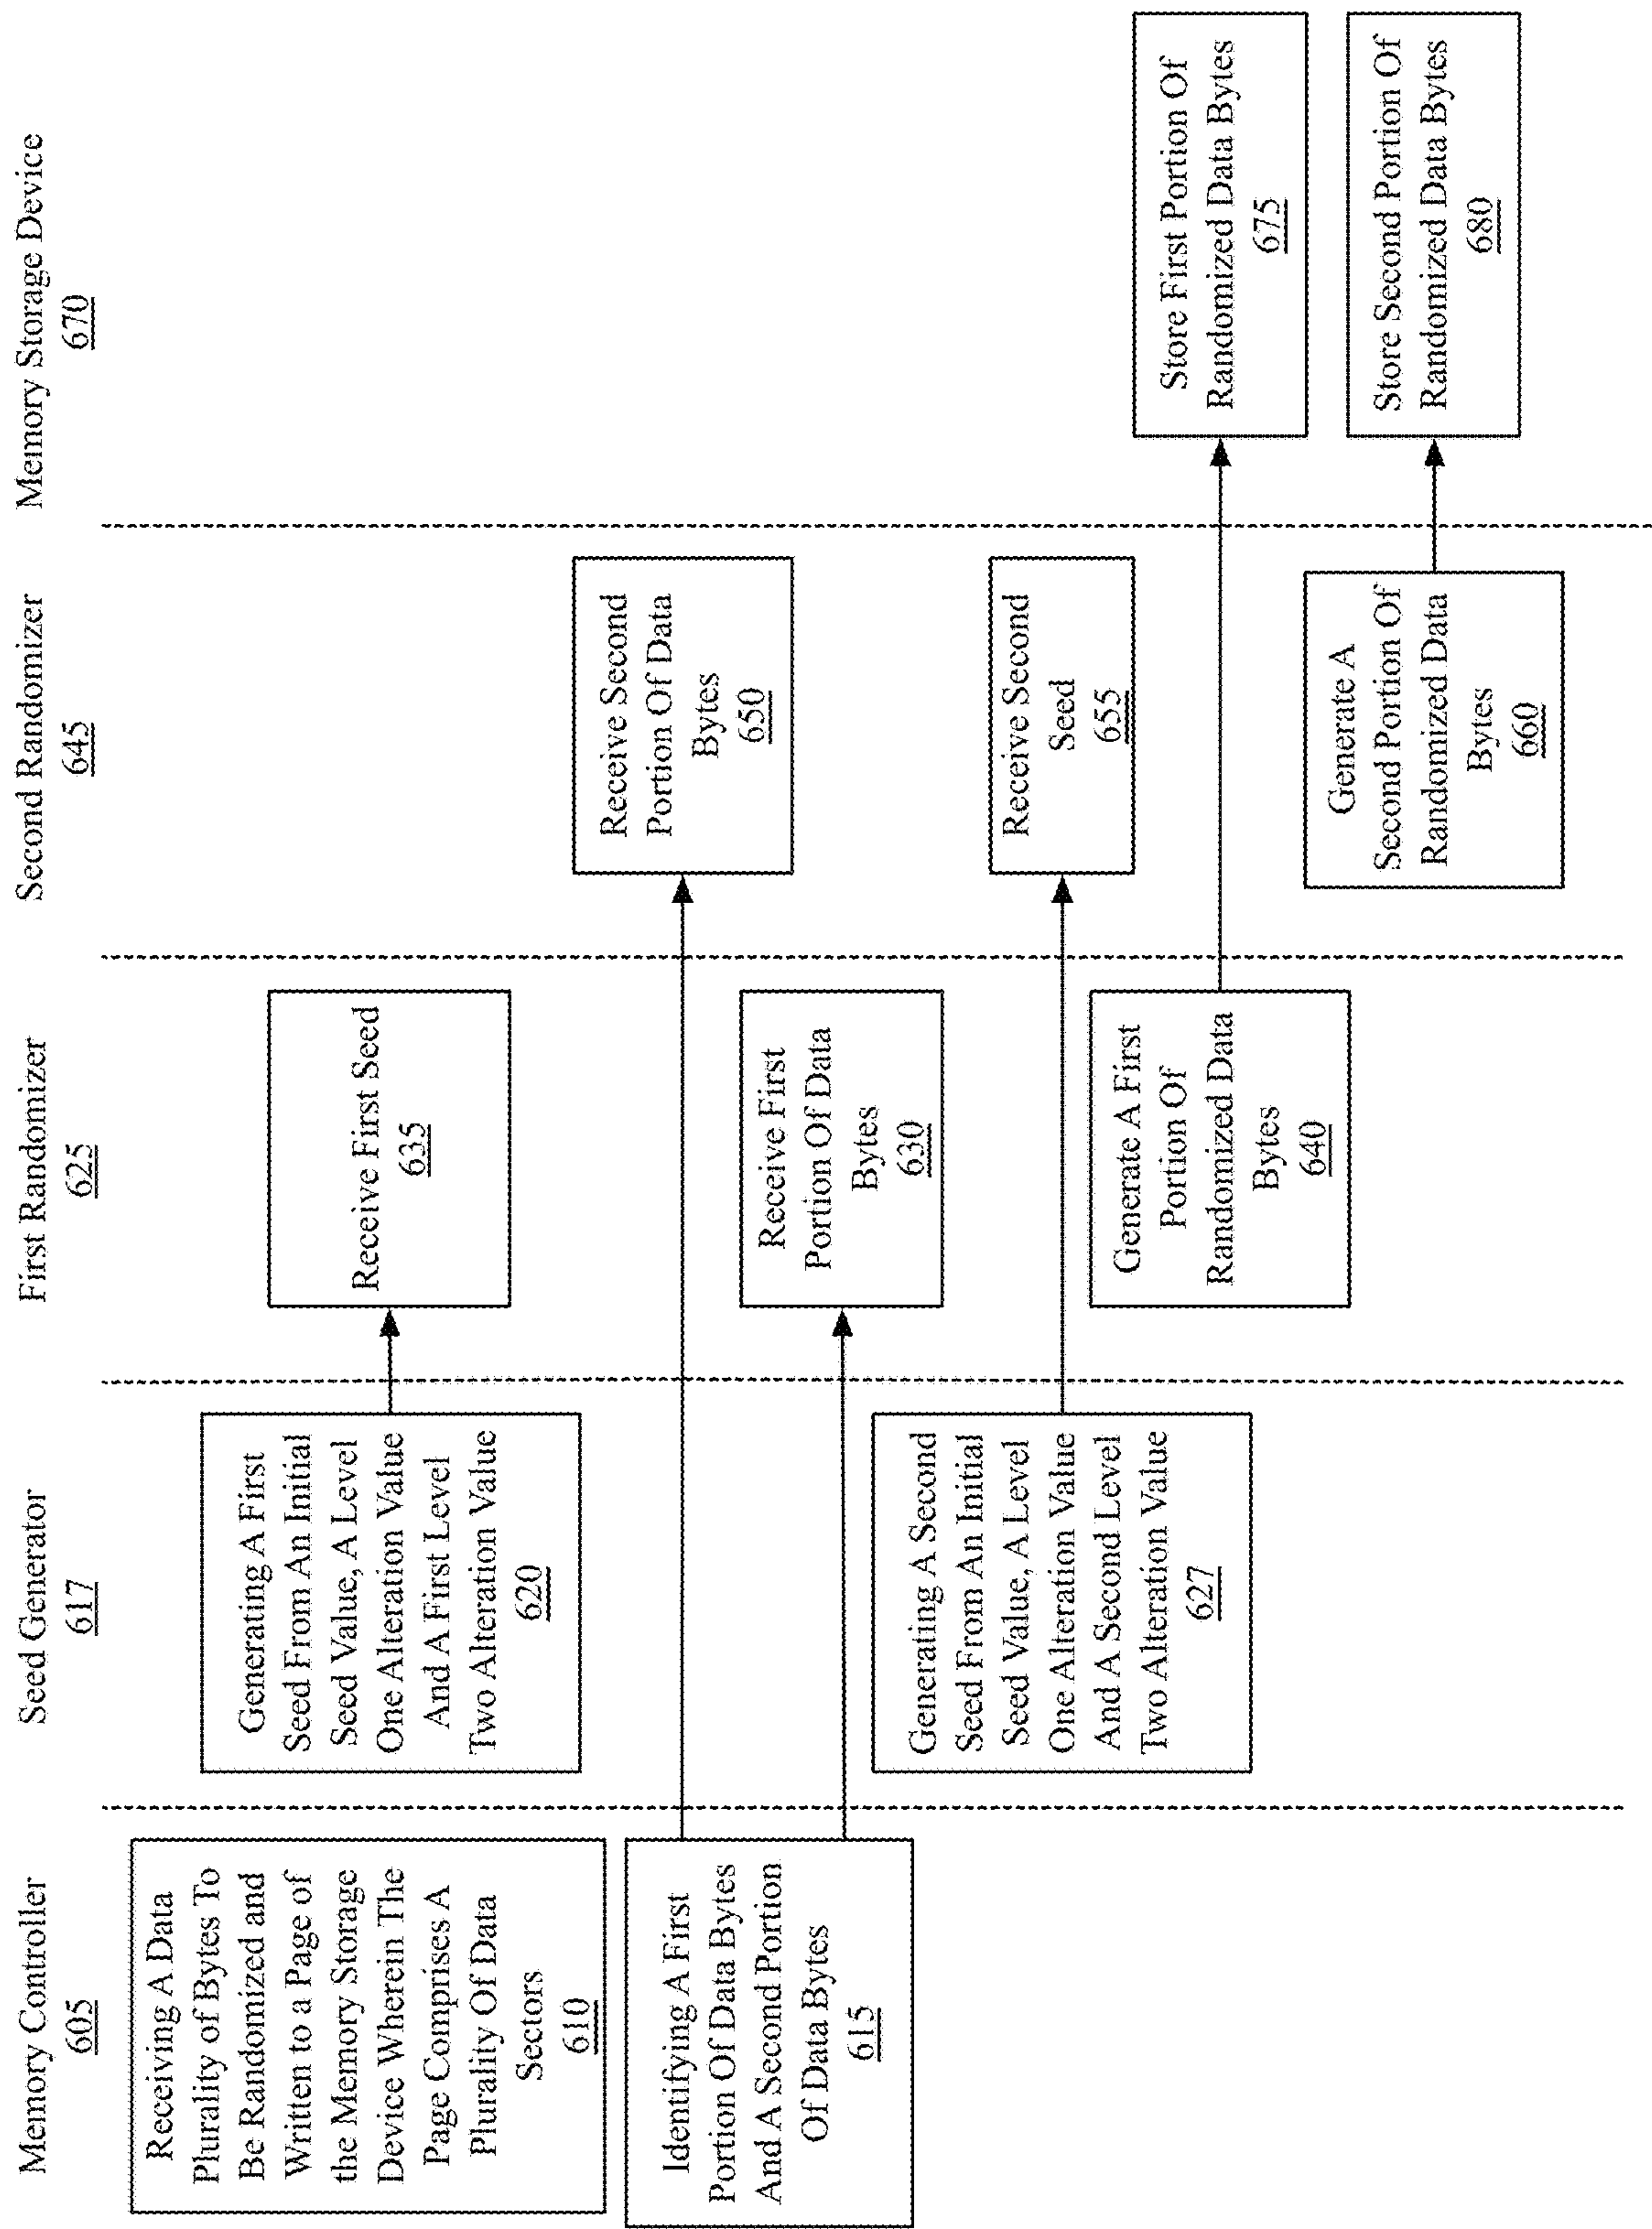 Memory Controller
605
Seed Generator
617
First Randomizer
625
Second Randomizer
645
Memory Storage Device
670
Receiving A Data
Plurality of Bytes To
Be Randomized and
Written to a Page of
the Memory Storage
Device Wherein The
Page Comprises A
Plurality Of Data
Sectors
610
Identifying A First
Portion Of Data Bytes
And A Second Portion
Of Data Bytes
615
Generating A First
Seed From An Initial
Seed Value, A Level
One Alteration Value
And A First Level
Two Alteration Value
620
Generating A Second
Seed From An Initial
Seed Value, A Level
One Alteration Value
And A Second Level
Two Alteration Value
627
Receive First Seed
635
Receive First
Portion Of Data
Bytes
630
Generate A First
Portion Of
Randomized Data
Bytes
640
Receive Second
Portion Of Data
Bytes
650
Receive Second
Seed
655
Generate A
Second Portion Of
Randomized Data
Bytes
660
Store First Portion Of
Randomized Data Bytes
675
Store Second Portion Of
Randomized Data Bytes
680